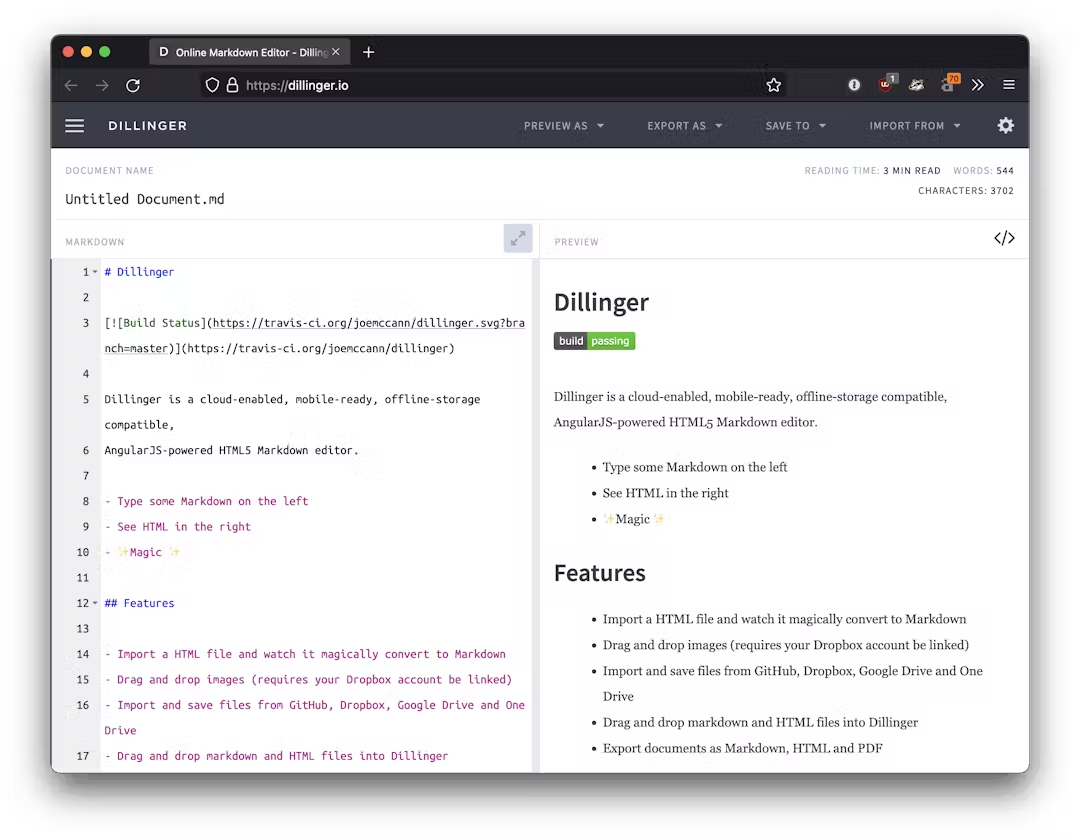 D Online Markdown Editor - Dilling
https://dillinger.io
1
70
DILLINGER
PREVIEW AS
EXPORT AS
SAVE TO
IMPORT FROM
DOCUMENT NAME
READING TIME: 3 MIN READ WORDS: 544
Untitled Document.md
CHARACTERS: 3702
MARKDOWN
1 # Dillinger
2
3 [![Build Status](https://travis-ci.org/joemccann/dillinger.svg?bra
nch=master)](https://travis-ci.org/joemccann/dillinger)
4
5 Dillinger is a cloud-enabled, mobile-ready, offline-storage
compatible,
6 AngularJS-powered HTML5 Markdown editor.
7
8 - Type some Markdown on the left
9 - See HTML in the right
10 - ✨Magic ✨
11
12 ## Features
13
14 - Import a HTML file and watch it magically convert to Markdown
15 - Drag and drop images (requires your Dropbox account be linked)
16 - Import and save files from GitHub, Dropbox, Google Drive and One
Drive
17 - Drag and drop markdown and HTML files into Dillinger
PREVIEW
</>
Dillinger
build passing
Dillinger is a cloud-enabled, mobile-ready, offline-storage compatible,
AngularJS-powered HTML5 Markdown editor.
• Type some Markdown on the left
• See HTML in the right
• ✨Magic ✨
Features
• Import a HTML file and watch it magically convert to Markdown
• Drag and drop images (requires your Dropbox account be linked)
• Import and save files from GitHub, Dropbox, Google Drive and One
Drive
• Drag and drop markdown and HTML files into Dillinger
• Export documents as Markdown, HTML and PDF